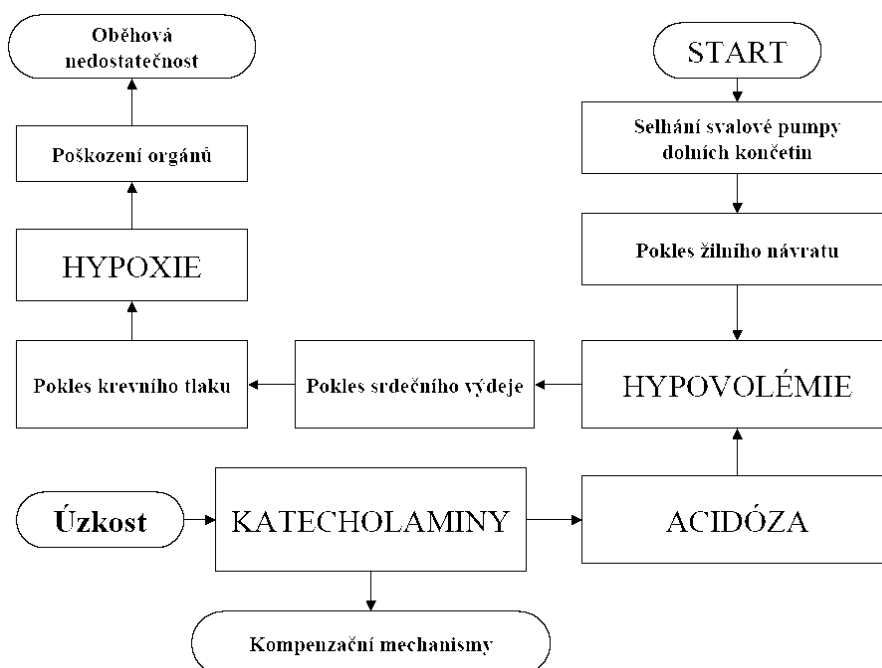 Oběhová
nedostatečnost
START
Selhání svalové pumpy
dolních končetin
Poškození orgánů
Pokles žilního návratu
HYPOXIE
Pokles krevního tlaku
Pokles srdečního výdeje
HYPOVOLÉMIE
Úzkost
KATECHOLAMINY
ACIDÓZA
Kompenzační mechanismy